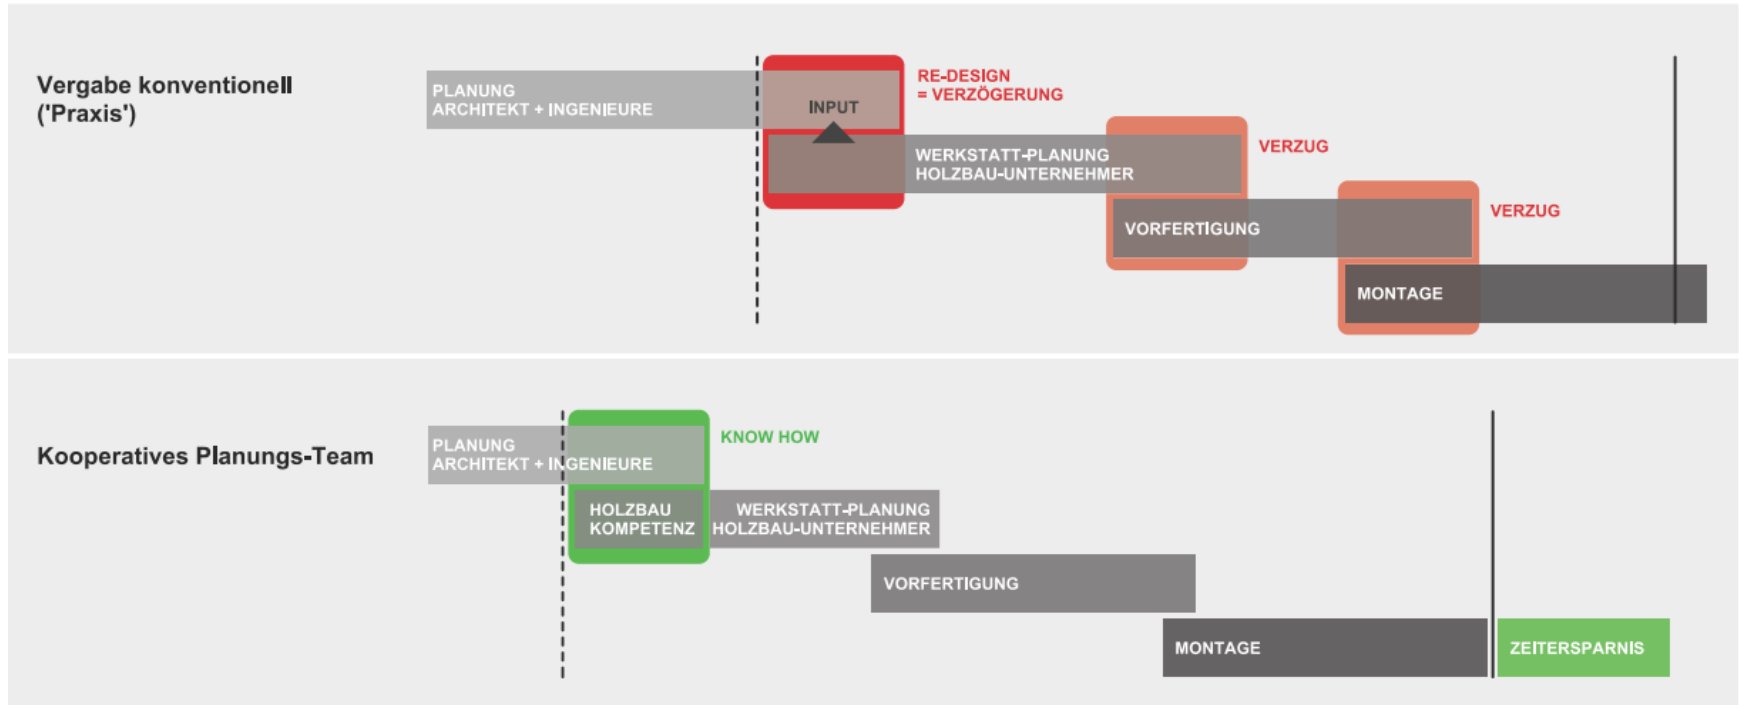 Vergabe konventionell
('Praxis')
PLANUNG
ARCHITEKT + INGENIEURE
INPUT
RE-DESIGN
= VERZÖGERUNG
WERKSTATT-PLANUNG
HOLZBAU-UNTERNEHMER
VERZUG
VORFERTIGUNG
VERZUG
MONTAGE
Kooperatives Planungs-Team
PLANUNG
ARCHITEKT + INGENIEURE
KNOW HOW
HOLZBAU
KOMPETENZ
WERKSTATT-PLANUNG
HOLZBAU-UNTERNEHMER
VORFERTIGUNG
MONTAGE
ZEITERSPARNIS